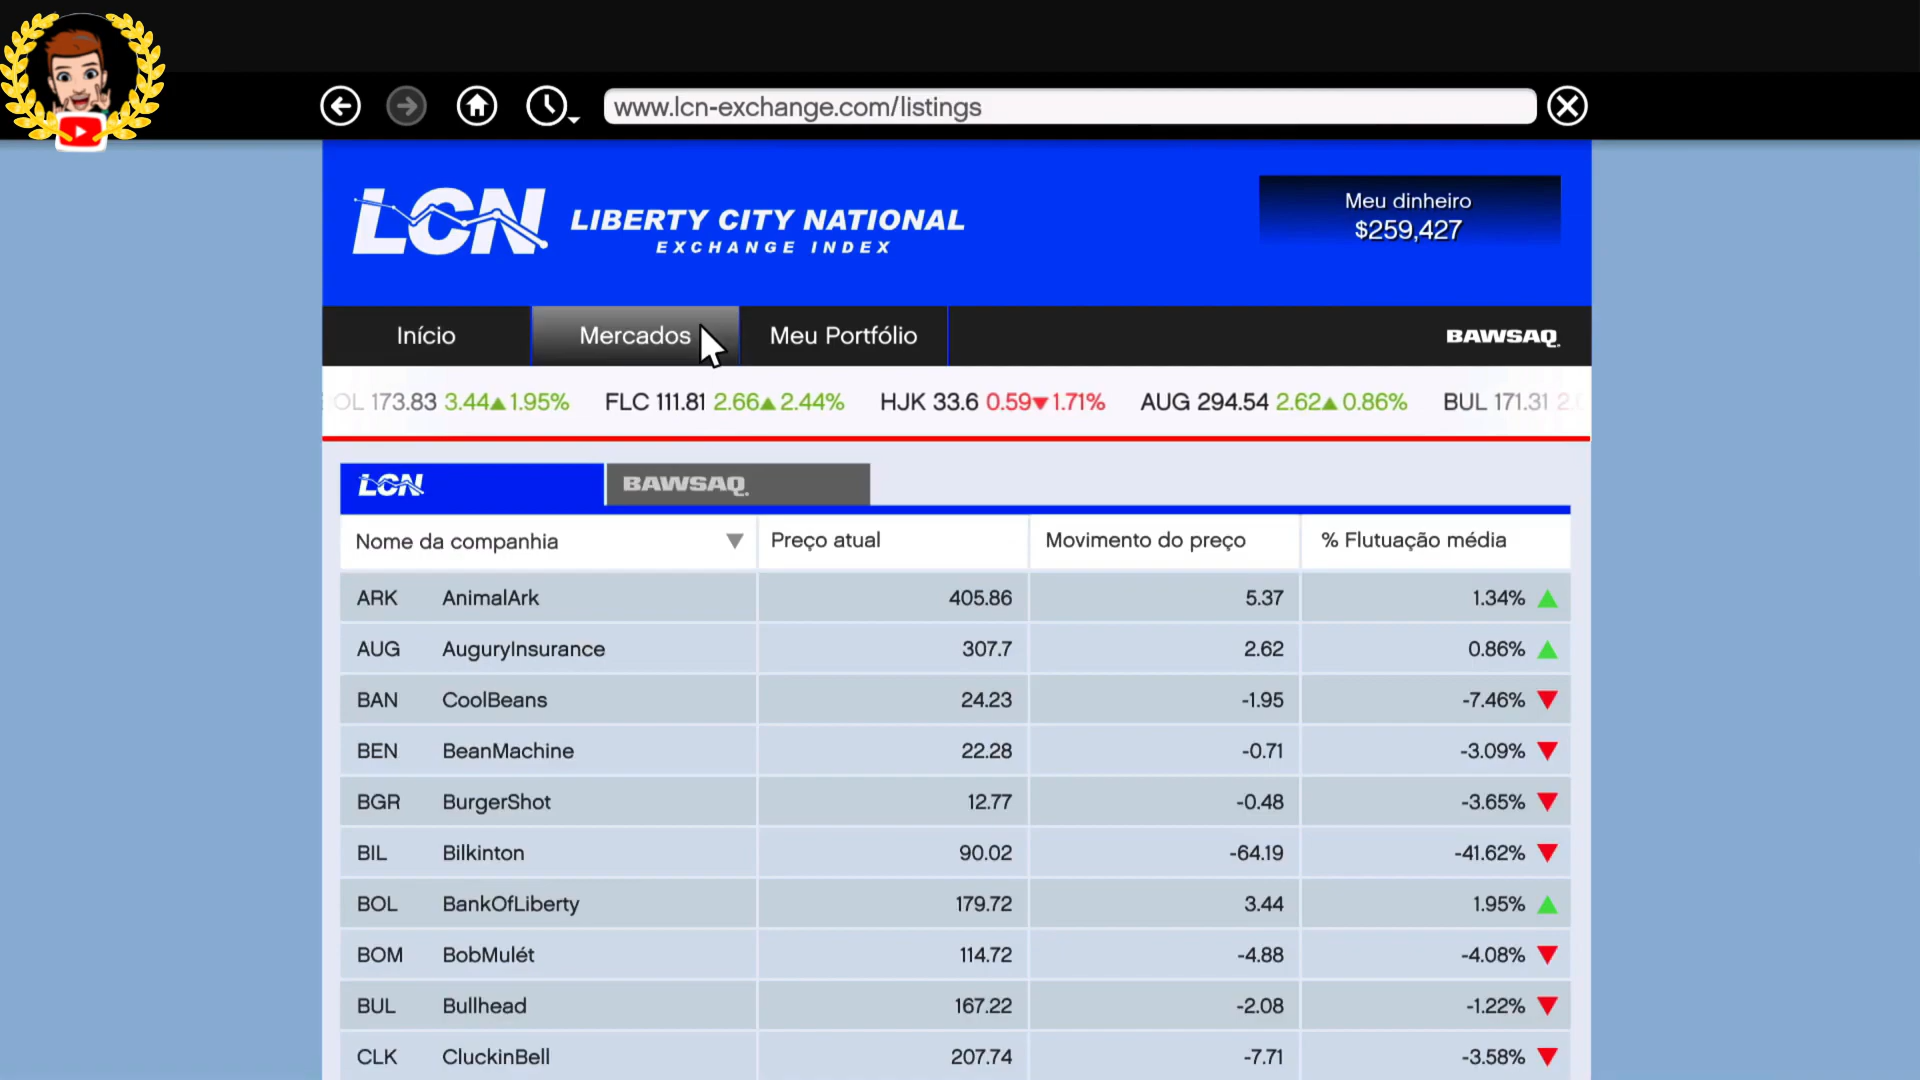 www.lcn-exchange.com/listings
LCN LIBERTY CITY NATIONAL
EXCHANGE INDEX
Meu dinheiro
$259,427
Início Mercados Meu Portfólio BAWSAQ.
OL 173.83 3.44▲1.95% FLC 111.81 2.66▲2.44% HJK 33.6 0.59▼1.71% AUG 294.54 2.62▲0.86% BUL 171.31
LCN BAWSAQ.
Nome da companhia ▼ Preço atual Movimento do preço % Flutuação média
ARK AnimalArk 405.86 5.37 1.34% ▲
AUG AuguryInsurance 307.7 2.62 0.86% ▲
BAN CoolBeans 24.23 -1.95 -7.46% ▼
BEN BeanMachine 22.28 -0.71 -3.09% ▼
BGR BurgerShot 12.77 -0.48 -3.65% ▼
BIL Bilkinton 90.02 -64.19 -41.62% ▼
BOL BankOfLiberty 179.72 3.44 1.95% ▲
BOM BobMulét 114.72 -4.88 -4.08% ▼
BUL Bullhead 167.22 -2.08 -1.22% ▼
CLK CluckinBell 207.74 -7.71 -3.58% ▼